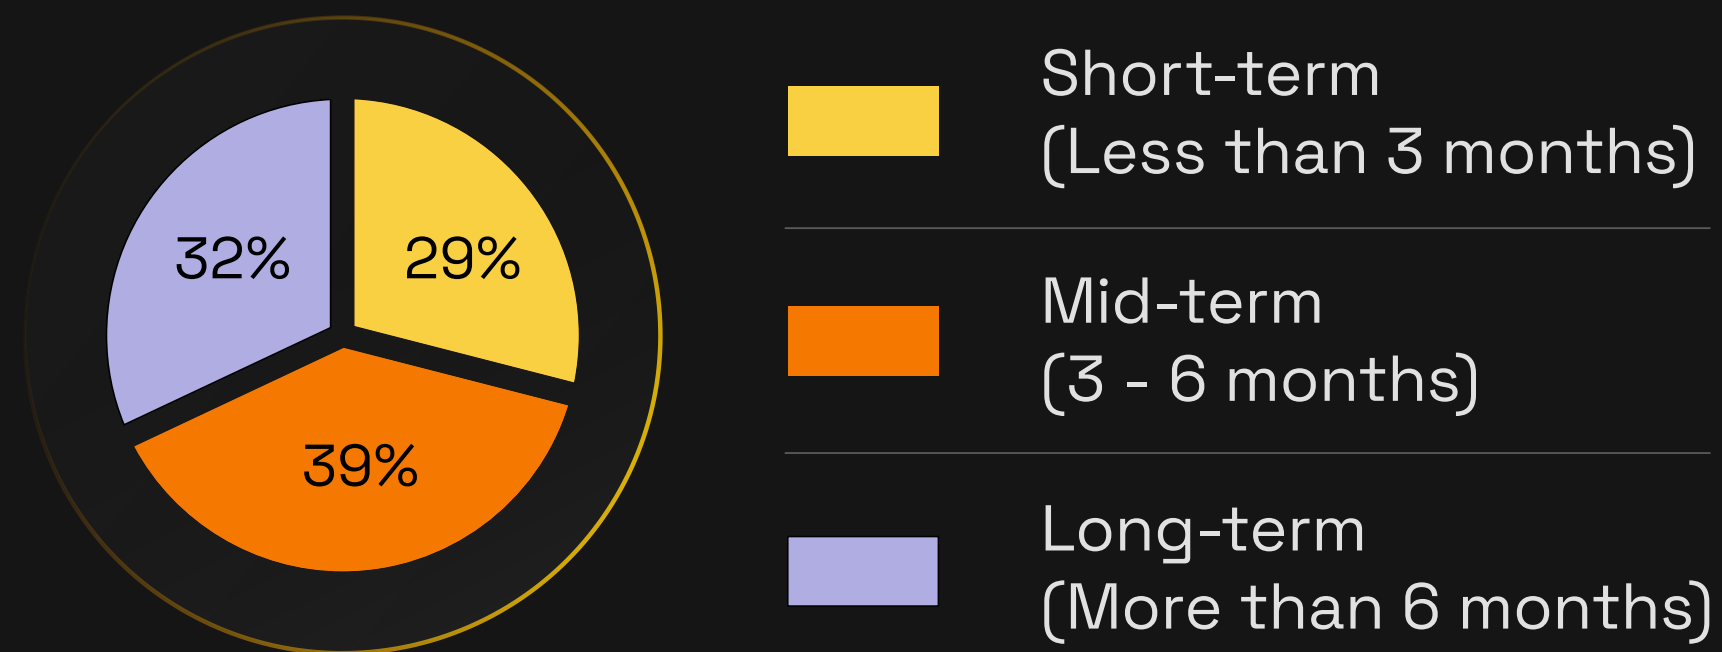 32%
29%
39%
Short-term
(Less than 3 months)
Mid-term
(3 - 6 months)
Long-term
(More than 6 months)